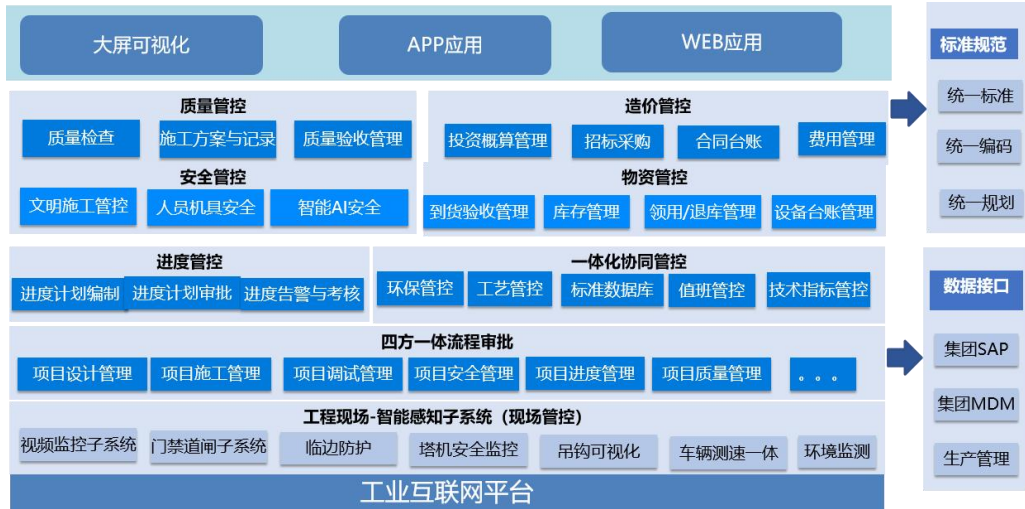 大屏可视化
APP应用
WEB应用
质量管控
质量检查
施工方案与记录
质量验收管理
安全管控
文明施工管控
人员机具安全
智能AI安全
造价管控
投资概算管理
招标采购
合同台账
费用管理
物资管控
到货验收管理
库存管理
领用/退库管理
设备台账管理
进度管控
进度计划编制
进度计划审批
进度告警与考核
一体化协同管控
环保管控
工艺管控
标准数据库
值班管控
技术指标管控
四方一体流程审批
项目设计管理
项目施工管理
项目调试管理
项目安全管理
项目进度管理
项目质量管理
。。。
工程现场-智能感知子系统（现场管控）
视频监控子系统
门禁道闸子系统
临边防护
塔机安全监控
吊钩可视化
车辆测速一体
环境监测
工业互联网平台
标准规范
统一标准
统一编码
统一规划
数据接口
集团SAP
集团MDM
生产管理